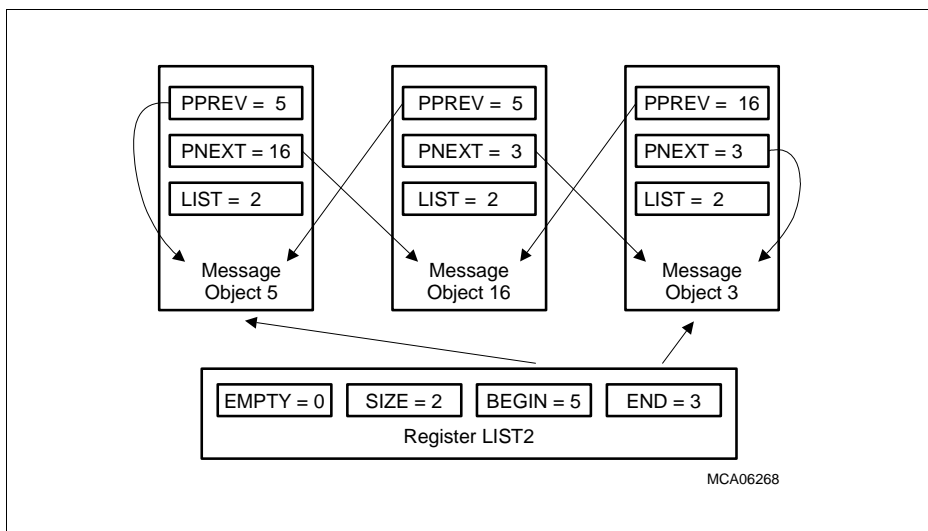 PPREV = 5
PNEXT = 16
LIST = 2
Message
Object 5
PPREV = 5
PNEXT = 3
LIST = 2
Message
Object 16
PPREV = 16
PNEXT = 3
LIST = 2
Message
Object 3
EMPTY = 0
SIZE = 2
BEGIN = 5
END = 3
Register LIST2
MCA06268